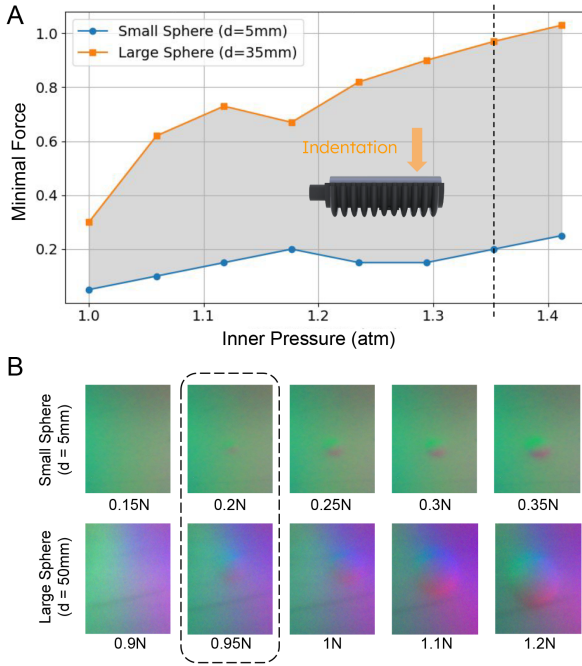 A
Small Sphere (d=5mm)
Large Sphere (d=35mm)
1.0
0.8
0.6
0.4
0.2
Minimal Force
Indentation
1.0
1.1
1.2
1.3
1.4
Inner Pressure (atm)
B
Small Sphere
(d = 5mm)
0.15N
0.2N
0.25N
0.3N
0.35N
Large Sphere
(d = 50mm)
0.9N
0.95N
1N
1.1N
1.2N